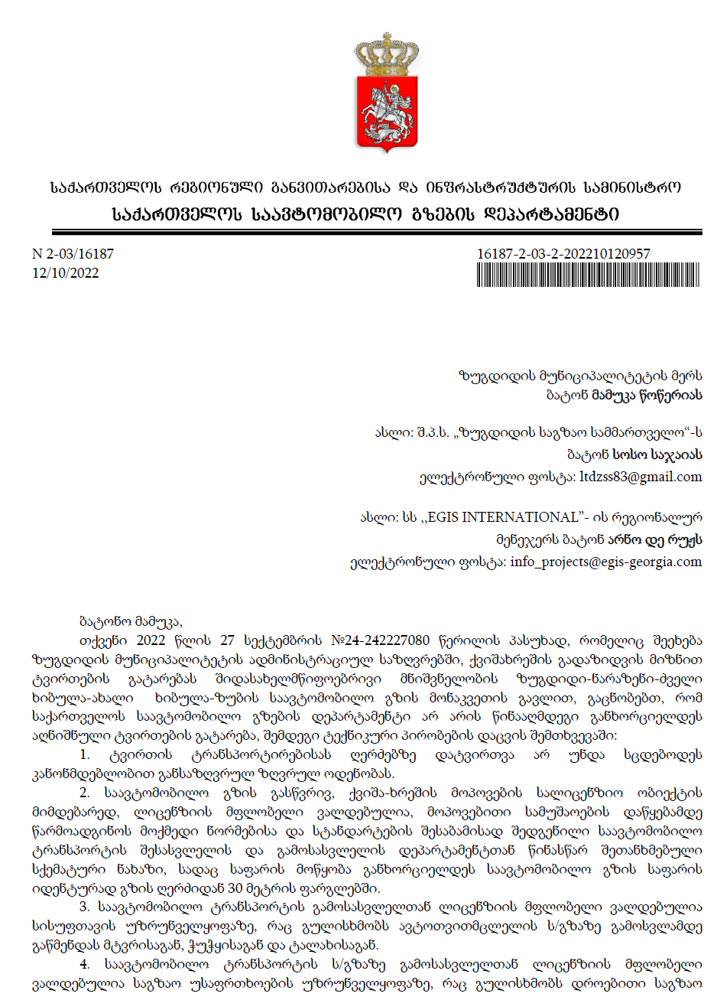 საქართველოს რეგიონული განვითარებისა და ინფრასტრუქტურის სამინისტრო
საქართველოს საავტომობილო გზების დეპარტამენტი
N 2-03/16187
16187-2-03-2-202210120957
12/10/2022
ზუგდიდის მუნიციპალიტეტის მერს
ბატონ მამუკა წოწერიას
ასლი: შ.პ.ს. „ზუგდიდის საგზაო სამმართველო“-ს
ბატონ სოსო საჯაიას
ელექტრონული ფოსტა: ltdzss83@gmail.com
ასლი: სს ,,EGIS INTERNATIONAL”- ის რეგიონალურ
მენეჯერს ბატონ არნო დე რუჟს
ელექტრონული ფოსტა: info_projects@egis-georgia.com
ბატონო მამუკა,
თქვენი 2022 წლის 27 სექტემბრის №24-242227080 წერილის პასუხად, რომელიც შეეხება
ზუგდიდის მუნიციპალიტეტის ადმინისტრაციულ საზღვრებში, ქვიშახრეშის გადაზიდვის მიზნით
ტვირთების გატარებას შიდასახელმწიფოებრივი მნიშვნელობის ზუგდიდი-ნარაზენი-ძველი
ხიბულა-ახალი ხიბულა-ზუბის საავტომობილო გზის მონაკვეთის გავლით, გაცნობებთ, რომ
საქართველოს საავტომობილო გზების დეპარტამენტი არ არის წინააღმდეგი განხორციელდეს
აღნიშნული ტვირთების გატარება, შემდეგი ტექნიკური პირობების დაცვის შემთხვევაში:
1. ტვირთის ტრანსპორტირებისას ღერძებზე დატვირთვა არ უნდა სცდებოდეს
კანონმდებლობით განსაზღვრულ ზღვრულ ოდენობას.
2. საავტომობილო გზის გასწვრივ, ქვიშა-ხრეშის მოპოვების სალიცენზიო ობიექტის
მიმდებარედ, ლიცენზიის მფლობელი ვალდებულია, მოპოვებითი სამუშაოების დაწყებამდე
წარმოადგინოს მოქმედი ნორმებისა და სტანდარტების შესაბამისად შედგენილი საავტომობილო
ტრანსპორტის შესასვლელის და გამოსასვლელის დეპარტამენტთან წინასწარ შეთანხმებული
სქემატური ნახაზი, სადაც საფარის მოწყობა განხორციელდეს საავტომობილო გზის საფარის
იდენტურად გზის ღერძიდან 30 მეტრის ფარგლებში.
3. საავტომობილო ტრანსპორტის გამოსასვლელთან ლიცენზიის მფლობელი ვალდებულია
სისუფთავის უზრუნველყოფაზე, რაც გულისხმობს ავტოთვითმცლელის ს/გზაზე გამოსვლამდე
გაწმენდას მტვრისაგან, ჭუჭყისაგან და ტალახისაგან.
4. საავტომობილო ტრანსპორტის ს/გზაზე გამოსასვლელთან ლიცენზიის მფლობელი
ვალდებულია საგზაო უსაფრთხოების უზრუნველყოფაზე, რაც გულისხმობს დროებითი საგზაო